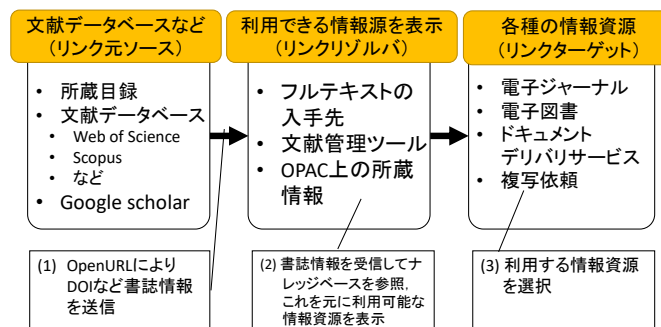 文献データベースなど
(リンク元ソース)
• 所蔵目録
• 文献データベース
• Web of Science
• Scopus
• など
• Google scholar
利用できる情報源を表示
(リンクリゾルバ)
• フルテキストの
入手先
• 文献管理ツール
• OPAC上の所蔵
情報
各種の情報資源
(リンクターゲット)
• 電子ジャーナル
• 電子図書
• ドキュメント
デリバリサービス
• 複写依頼
(1) OpenURLにより
DOIなど書誌情報
を送信
(2) 書誌情報を受信してナ
レッジベースを参照,
これを元に利用可能な
情報資源を表示
(3) 利用する情報資源
を選択